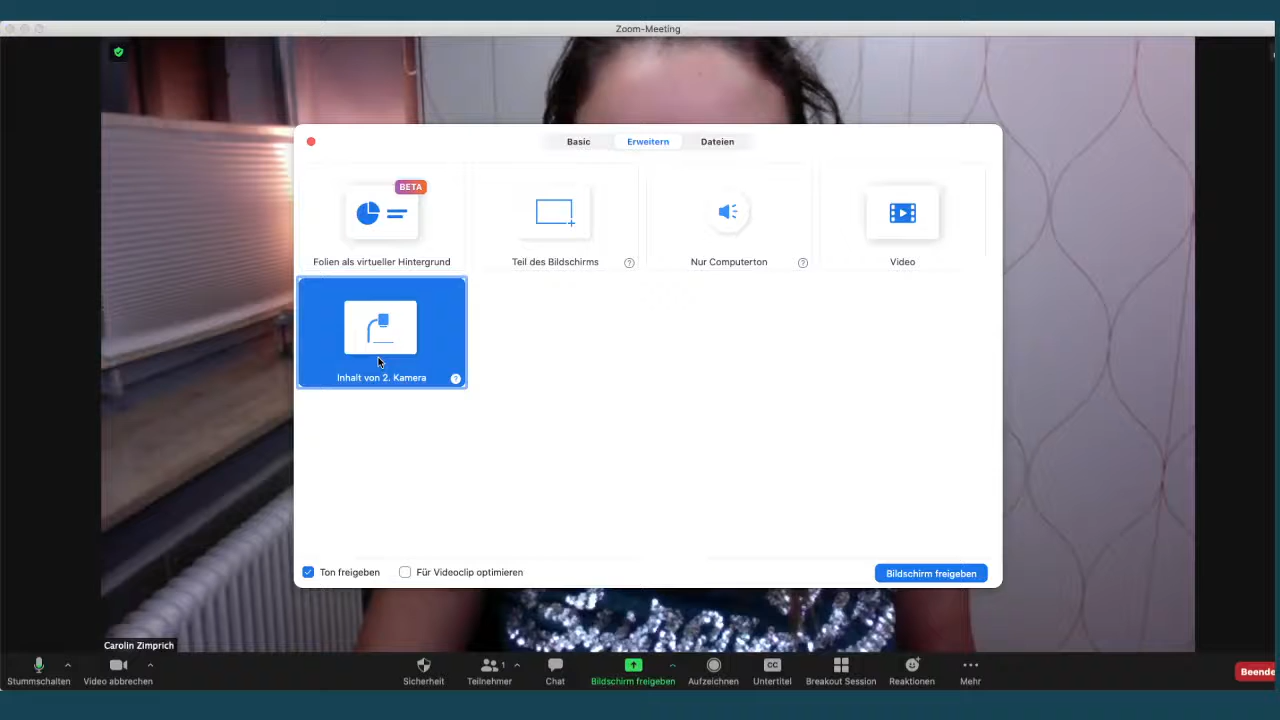 Zoom-Meeting
Basic
Erweitern
Dateien
BETA
Folien als virtueller Hintergrund
Teil des Bildschirms
?
Nur Computerton
?
Video
Inhalt von 2. Kamera
?
Ton freigeben
Für Videoclip optimieren
Bildschirm freigeben
Carolin Zimprich
1
CC
Stummschalten
Video abbrechen
Sicherheit
Teilnehmer
Chat
Bildschirm freigeben
Aufzeichnen
Untertitel
Breakout Session
Reaktionen
Mehr
Beende